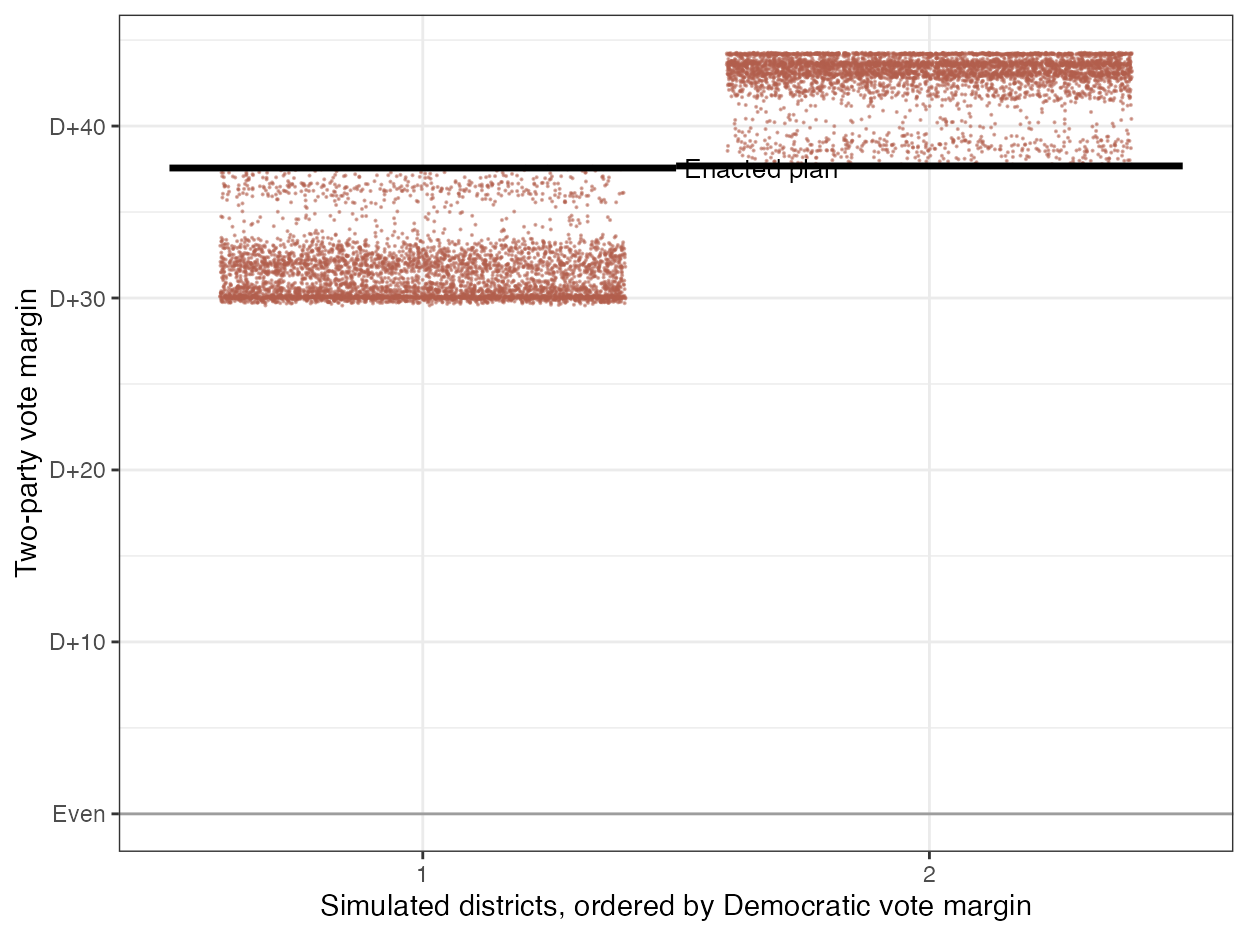 Two-party vote margin
D+40
D+30
D+20
D+10
Even
Enacted plan
1
2
Simulated districts, ordered by Democratic vote margin